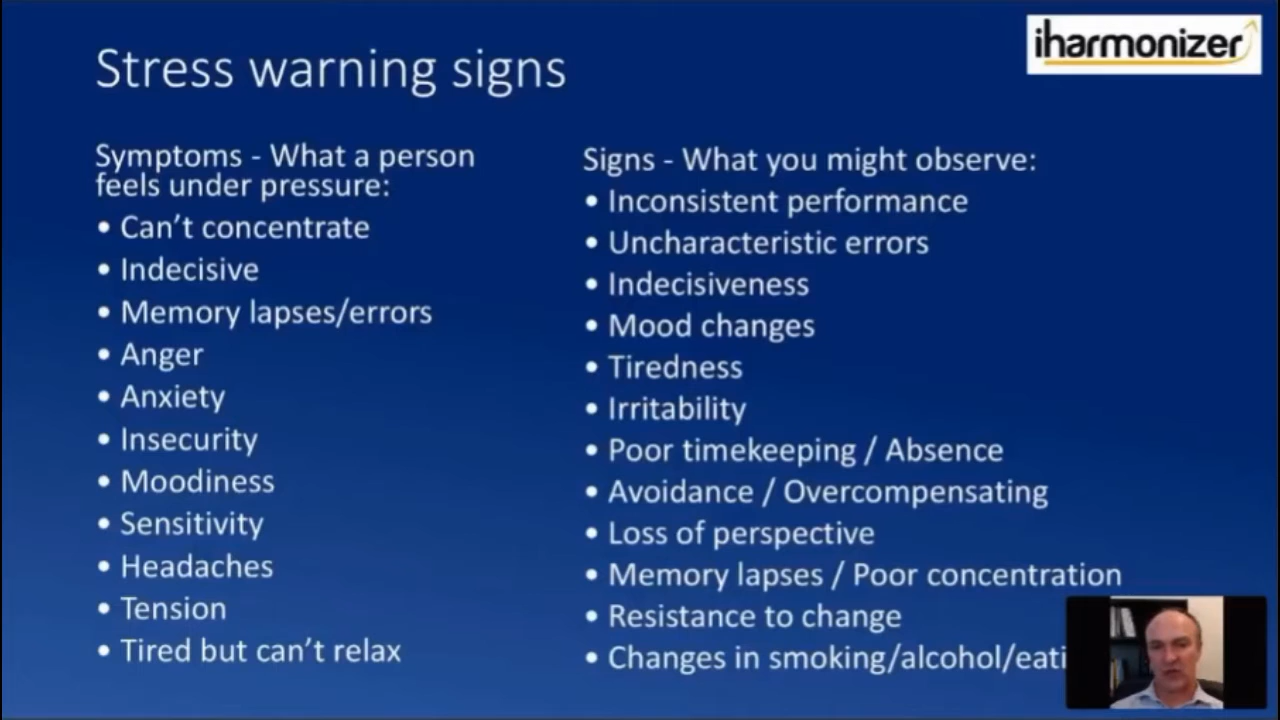 iharmonizer
Stress warning signs
Symptoms - What a person
feels under pressure:
• Can't concentrate
• Indecisive
• Memory lapses/errors
• Anger
• Anxiety
• Insecurity
• Moodiness
• Sensitivity
• Headaches
• Tension
• Tired but can't relax
Signs - What you might observe:
• Inconsistent performance
• Uncharacteristic errors
• Indecisiveness
• Mood changes
• Tiredness
• Irritability
• Poor timekeeping / Absence
• Avoidance / Overcompensating
• Loss of perspective
• Memory lapses / Poor concentration
• Resistance to change
• Changes in smoking/alcohol/eati